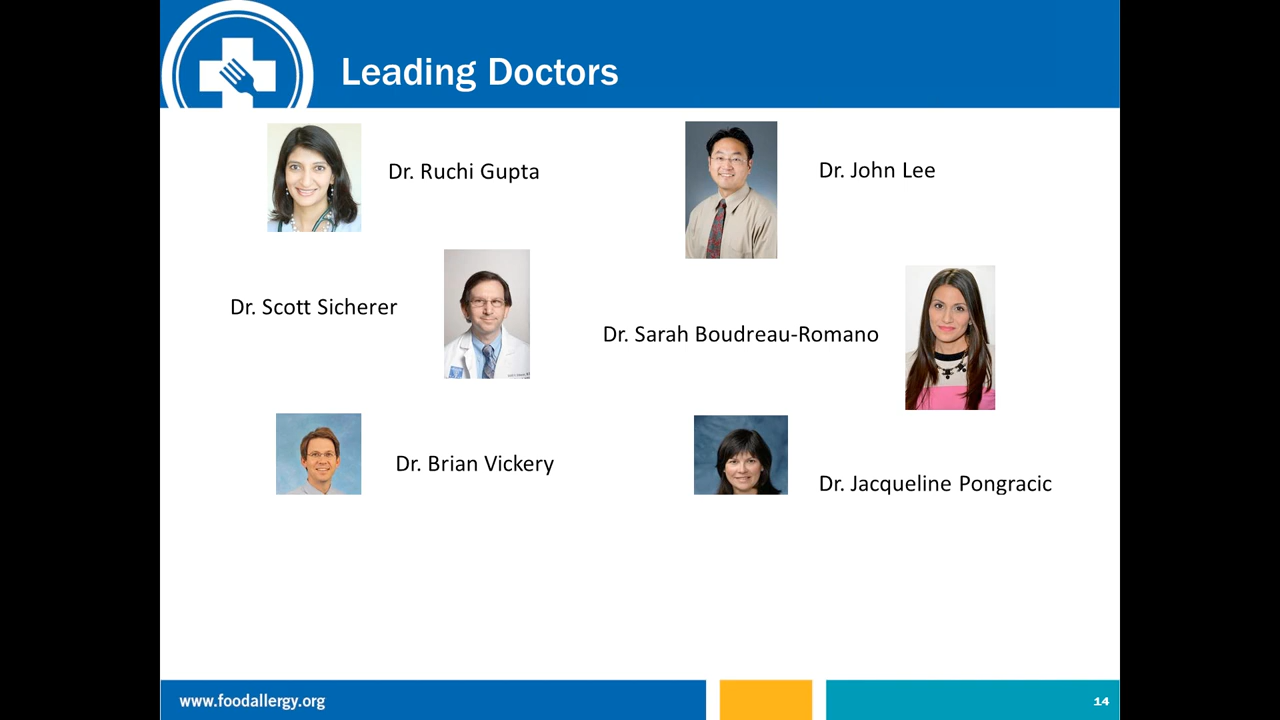 Leading Doctors
Dr. Ruchi Gupta
Dr. John Lee
Dr. Scott Sicherer
Dr. Sarah Boudreau-Romano
Dr. Brian Vickery
Dr. Jacqueline Pongracic
www.foodallergy.org
14